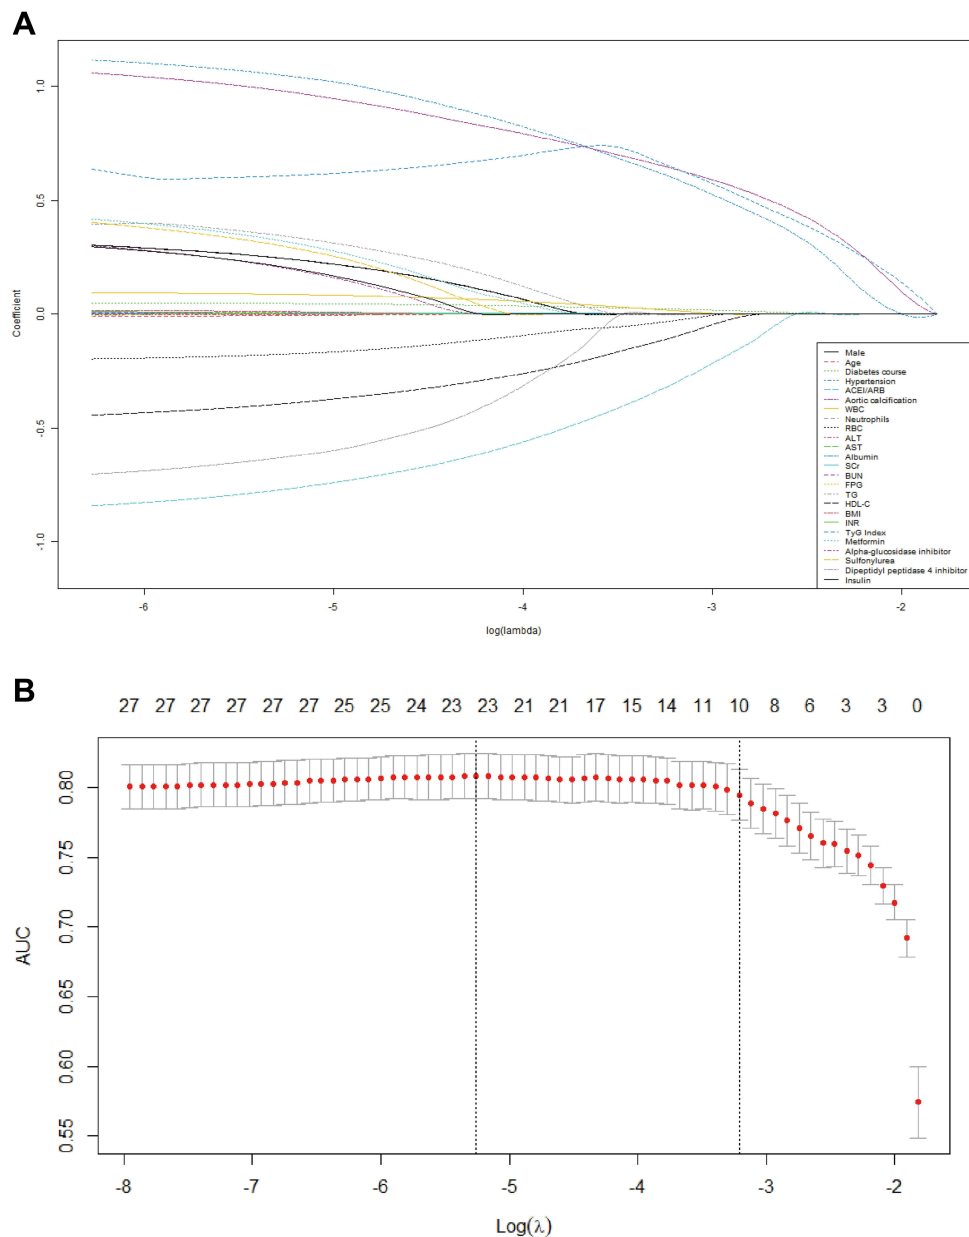 A
1.0
0.5
0.0
-0.5
-1.0
Coefficient
Male
Age
Diabetes course
Hypertension
ACEI/ARB
Aortic calcification
WBC
Neutrophils
RBC
ALT
AST
Albumin
SCr
BUN
FPG
TG
HDL-C
BMI
INR
TyG Index
Metformin
Alpha-glucosidase inhibitor
Sulfonylurea
Dipeptidyl peptidase 4 inhibitor
Insulin
-6 -5 -4 -3 -2
log(lambda)
B
27 27 27 27 27 27 25 25 24 23 23 21 21 17 15 14 11 10 8 6 3 3 0
0.80
0.75
0.70
0.65
0.60
0.55
AUC
-8 -7 -6 -5 -4 -3 -2
Log(λ)